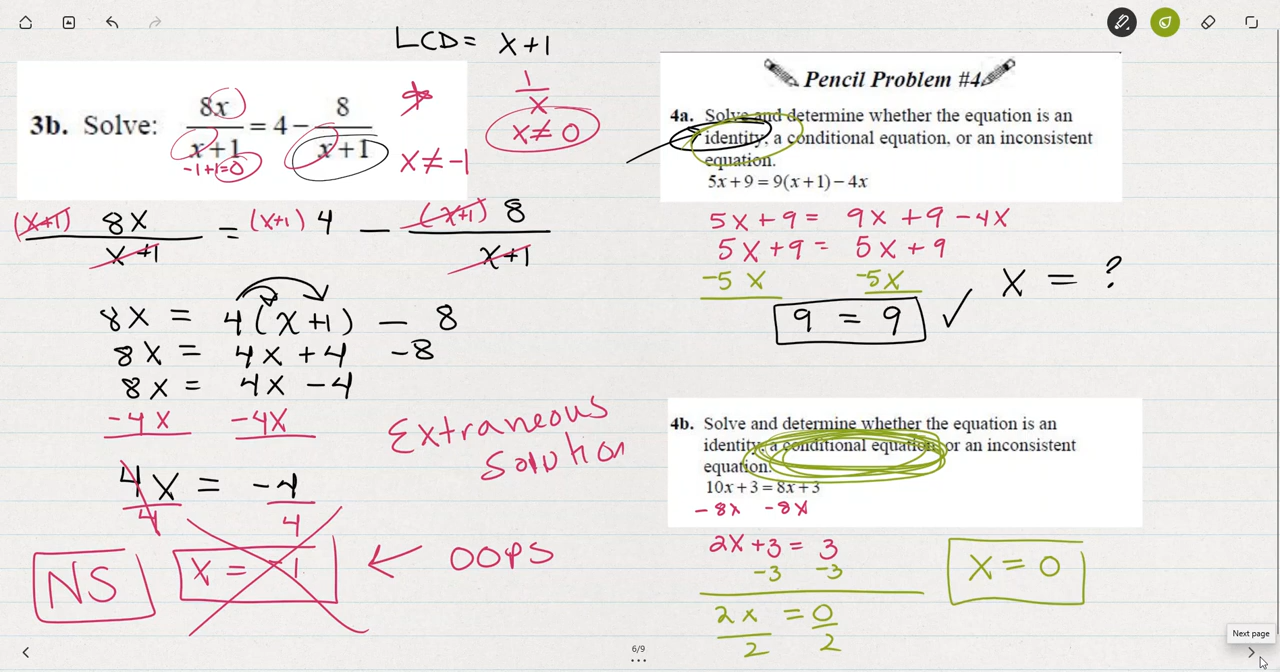 LCD = x+1
3b. Solve: 8x/x+1 = 4 − 8/x+1
-1+1=0
* x ≠ -1
1/x
x ≠ 0
(x+1) 8x/x+1 = (x+1) 4 − (x+1) 8/x+1
8x = 4(x+1) − 8
8x = 4x +4 -8
8x = 4x -4
-4x -4x
4x/4 = -4/4
Extraneous
Solution
NS
x = -1 ← OOPS
Pencil Problem #4
4a. Solve and determine whether the equation is an
identity, a conditional equation, or an inconsistent
equation.
5x + 9 = 9(x + 1) − 4x
5x + 9 = 9x + 9 - 4x
5x + 9 = 5x + 9
-5x -5x
9 = 9 ✓
x = ?
4b. Solve and determine whether the equation is an
identity, a conditional equation, or an inconsistent
equation.
10x + 3 = 8x + 3
-8x -8x
2x + 3 = 3
-3 -3
2x/2 = 0/2
x = 0
6/9
Next page